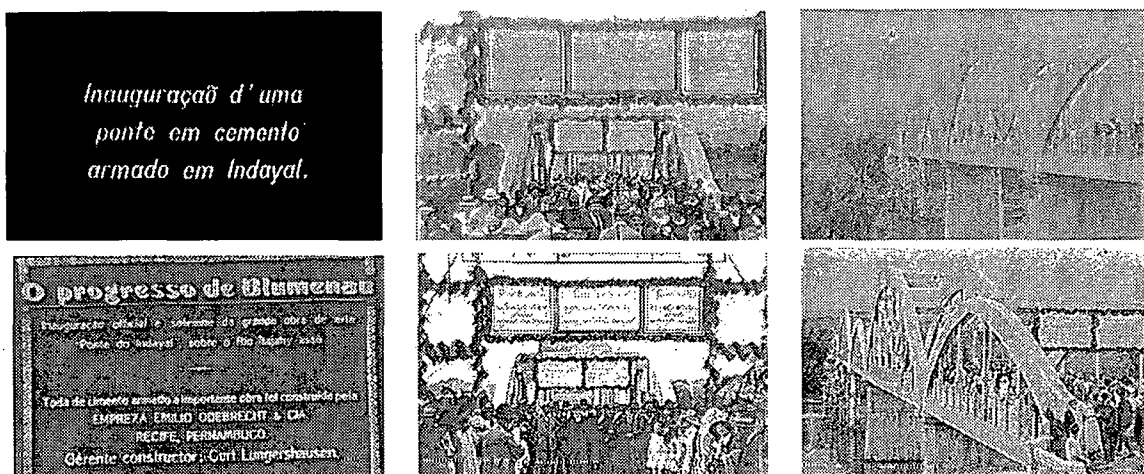 Inauguração d'uma
ponte em cemento
armado em Indayal.
O progresso de Blumenau
Inauguração official e solemne da grande obra de arte
Ponte do Indayal, sobre o Rio Itajahy assú
Toda de cimento armado a importante obra foi construida pela
EMPREZA EMILIO ODEBRECHT & CIA.
RECIFE, PERNAMBUCO.
Gerente constructor: Curt Lungershausen.